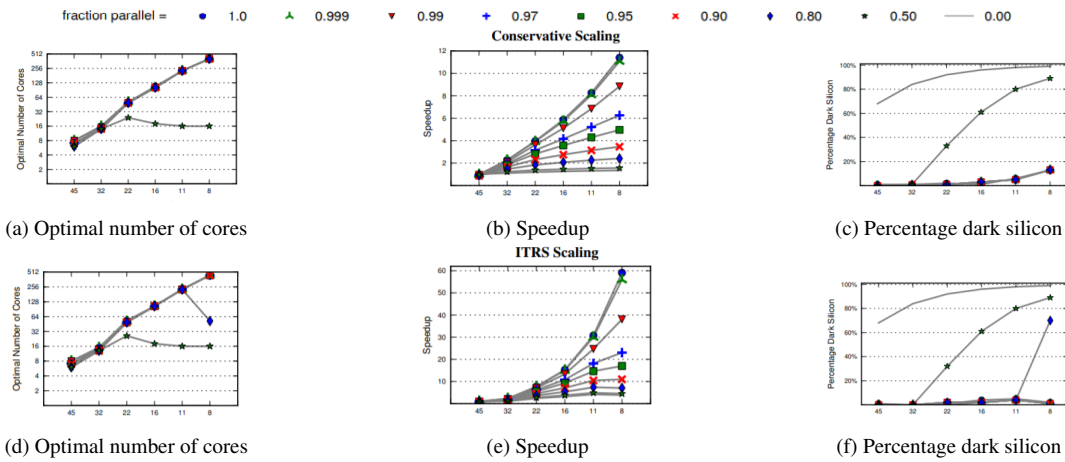 fraction parallel = 1.0 0.999 0.99 0.97 0.95 0.90 0.80 0.50 0.00
Conservative Scaling
Optimal Number of Cores
512
256
128
64
32
16
8
4
2
45 32 22 16 11 8
Speedup
12
10
8
6
4
2
45 32 22 16 11 8
Percentage Dark Silicon
100%
80%
60%
40%
20%
45 32 22 16 11 8
(a) Optimal number of cores (b) Speedup (c) Percentage dark silicon
ITRS Scaling
Optimal Number of Cores
512
256
128
64
32
16
8
4
2
45 32 22 16 11 8
Speedup
60
50
40
30
20
10
45 32 22 16 11 8
Percentage Dark Silicon
100%
80%
60%
40%
20%
45 32 22 16 11 8
(d) Optimal number of cores (e) Speedup (f) Percentage dark silicon